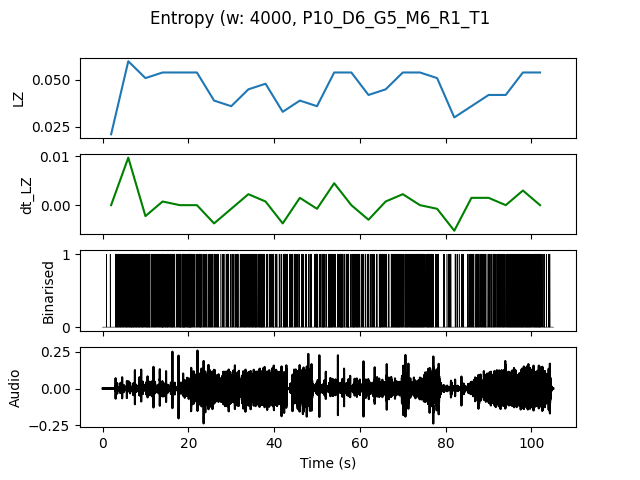 Entropy (w: 4000, P10_D6_G5_M6_R1_T1
0.050
0.025
LZ
0.01
0.00
dt_LZ
1
0
Binarised
0.25
0.00
−0.25
Audio
0 20 40 60 80 100
Time (s)